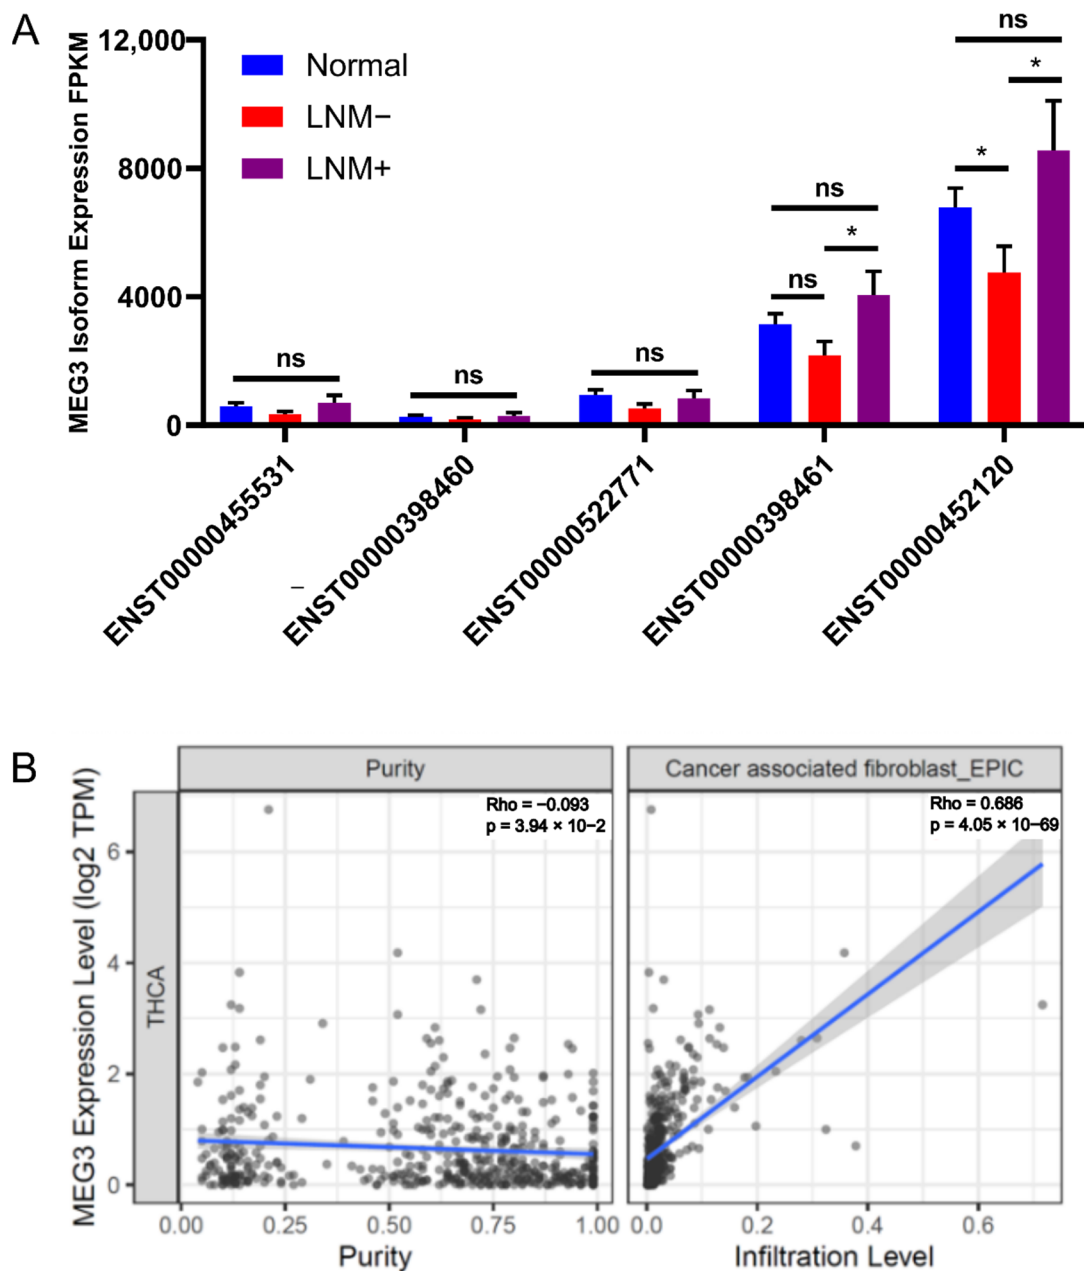 A
MEG3 Isoform Expression FPKM
12,000
8000
4000
0
Normal
LNM−
LNM+
ns
ns
ns
ns
ns
*
ns
*
*
ENST00000455531
ENST00000398460
ENST00000522771
ENST00000398461
ENST00000452120
–
B
MEG3 Expression Level (log2 TPM)
THCA
6
4
2
0
Purity
Rho = −0.093
p = 3.94 × 10−2
0.00
0.25
0.50
0.75
1.00
Purity
Cancer associated fibroblast_EPIC
Rho = 0.686
p = 4.05 × 10−69
0.0
0.2
0.4
0.6
Infiltration Level